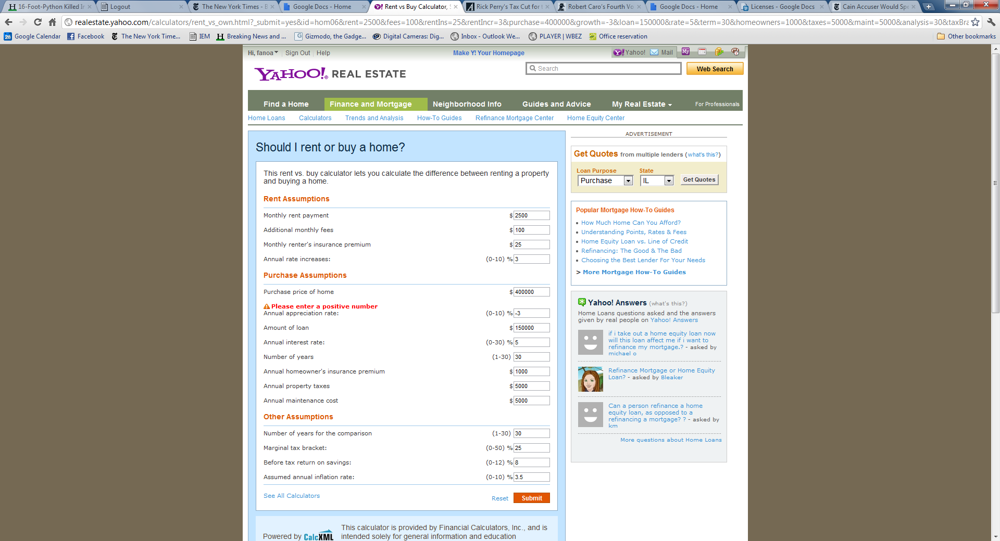 16-Foot-Python Killed In
Logout
The New York Times - B
Google Docs - Home
Rent vs Buy Calculator,
Rick Perry's Tax Cut for t
Robert Caro's Fourth Vo
Google Docs - Home
Licenses - Google Docs
Cain Accuser Would Spe
realestate.yahoo.com/calculators/rent_vs_own.html?_submit=yes&id=hom06&rent=2500&fees=100&rentIns=25&rentIncr=3&purchase=400000&growth=-3&loan=150000&rate=5&term=30&homeowners=1000&taxes=5000&maint=5000&analysis=30&taxBra
28 Google Calendar
Facebook
The New York Time...
IEM
Breaking News and ...
Gizmodo, the Gadge...
Digital Cameras: Dig...
Inbox - Outlook We...
PLAYER | WBEZ
Office reservation
Other bookmarks
Hi, fanoa
Sign Out
Help
Make Y! Your Homepage
Y! Yahoo!
Mail
My
YAHOO!® REAL ESTATE
Search
Web Search
Find a Home
Finance and Mortgage
Neighborhood Info
Guides and Advice
My Real Estate
For Professionals
Home Loans
Calculators
Trends and Analysis
How-To Guides
Refinance Mortgage Center
Home Equity Center
Should I rent or buy a home?
This rent vs. buy calculator lets you calculate the difference between renting a property
and buying a home.
Rent Assumptions
Monthly rent payment $ 2500
Additional monthly fees $ 100
Monthly renter's insurance premium $ 25
Annual rate increases: (0-10) % 3
Purchase Assumptions
Purchase price of home $ 400000
Please enter a positive number
Annual appreciation rate: (0-10) % -3
Amount of loan $ 150000
Annual interest rate: (0-30) % 5
Number of years (1-30) 30
Annual homeowner's insurance premium $ 1000
Annual property taxes $ 5000
Annual maintenance cost $ 5000
Other Assumptions
Number of years for the comparison (1-30) 30
Marginal tax bracket: (0-50) % 25
Before tax return on savings: (0-12) % 8
Assumed annual inflation rate: (0-10) % 3.5
See All Calculators
Reset
Submit
Powered by CalcXML
This calculator is provided by Financial Calculators, Inc., and is
intended solely for general information and education
ADVERTISEMENT
Get Quotes from multiple lenders (what's this?)
Loan Purpose
State
Purchase
IL
Get Quotes
Popular Mortgage How-To Guides
How Much Home Can You Afford?
Understanding Points, Rates & Fees
Home Equity Loan vs. Line of Credit
Refinancing: The Good & The Bad
Choosing the Best Lender For Your Needs
> More Mortgage How-To Guides
Yahoo! Answers (what's this?)
Home Loans questions asked and the answers
given by real people on Yahoo! Answers
if i take out a home equity loan now
will this loan affect me if i want to
refinance my mortgage.? - asked by
michael o
Refinance Mortgage or Home Equity
Loan? - asked by Bleaker
Can a person refinance a home
equity loan, as opposed to a
refinancing a mortgage? ? - asked by
km
More questions about Home Loans